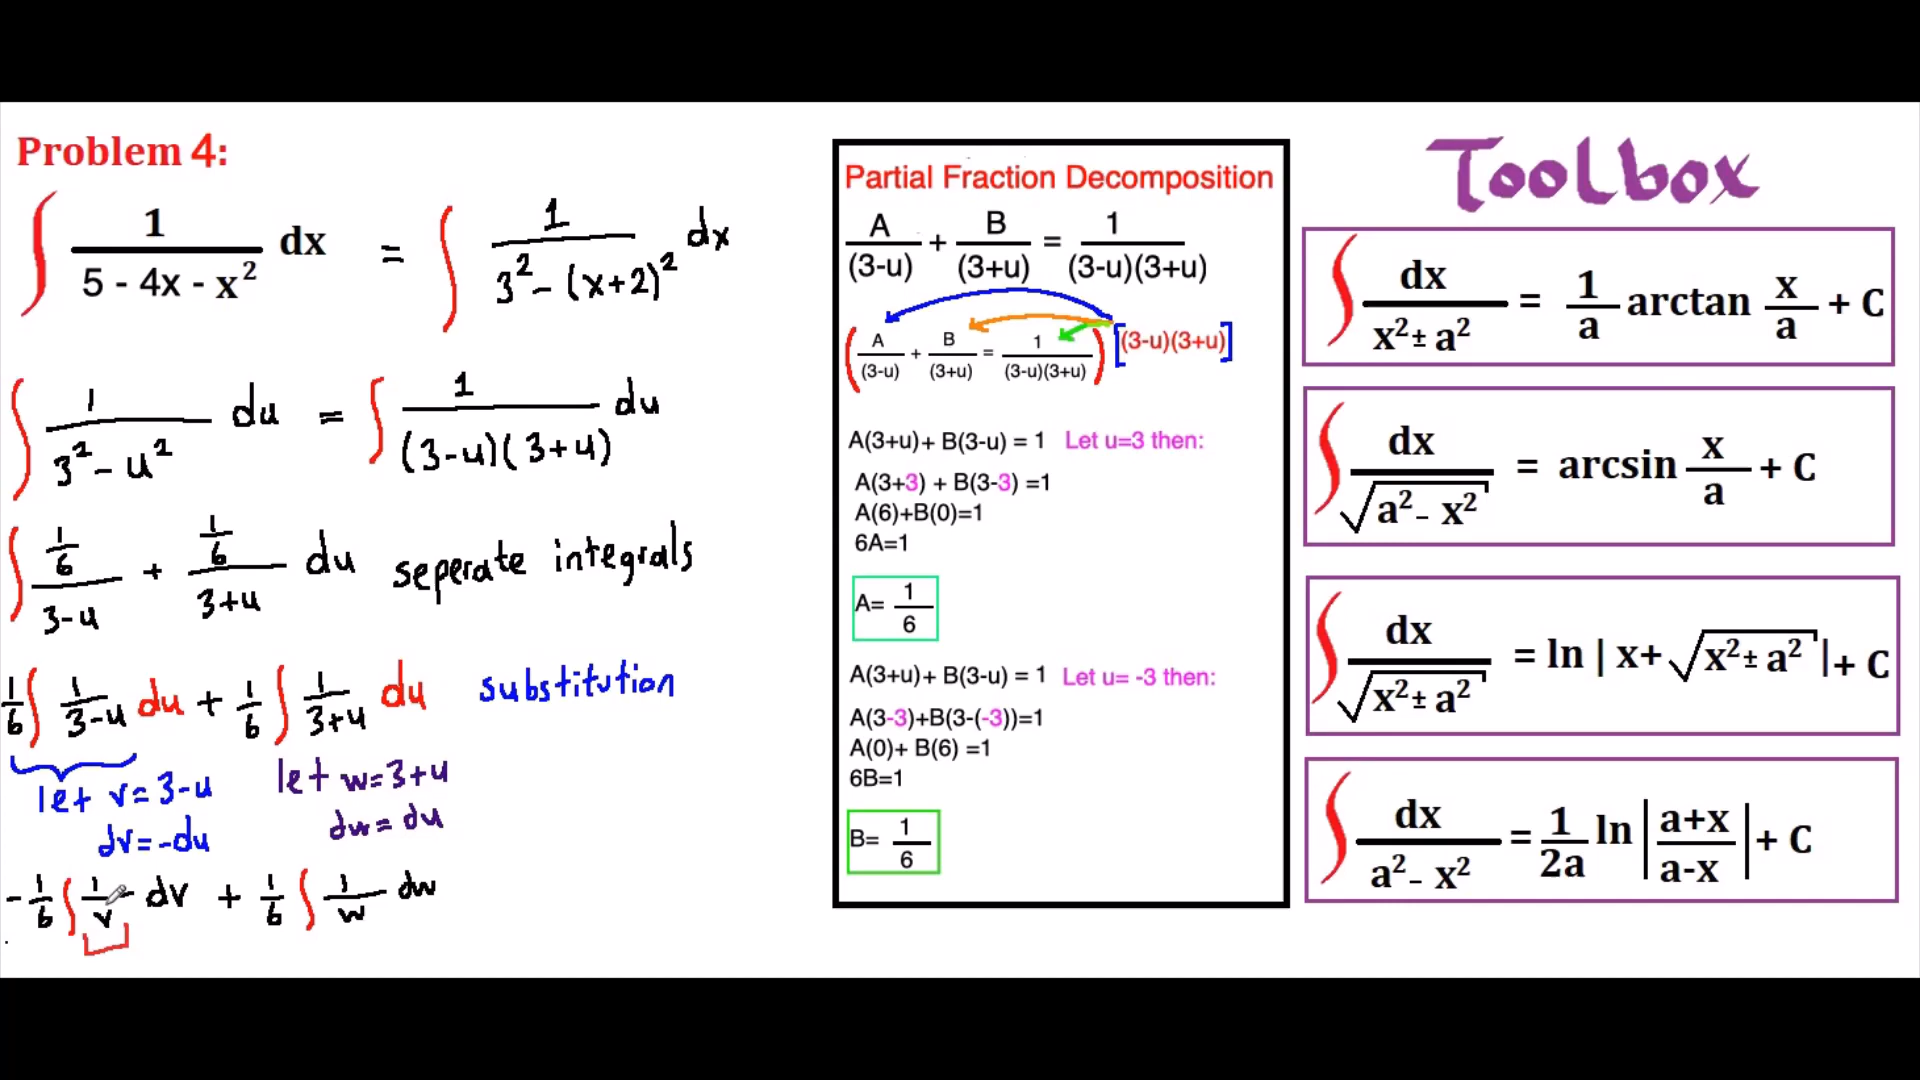 Problem 4:
∫ 1/(5 - 4x - x²) dx = ∫ 1/(3² - (x+2)²) dx
∫ 1/(3² - u²) du = ∫ 1/((3-u)(3+u)) du
∫ (1/6)/(3-u) + (1/6)/(3+u) du seperate integrals
1/6 ∫ 1/(3-u) du + 1/6 ∫ 1/(3+u) du substitution
let v=3-u let w=3+u
dv=-du dw=du
-1/6 ∫ 1/v dv + 1/6 ∫ 1/w dw
Partial Fraction Decomposition
A/(3-u) + B/(3+u) = 1/((3-u)(3+u))
(A/(3-u) + B/(3+u) = 1/((3-u)(3+u))) [(3-u)(3+u)]
A(3+u)+ B(3-u) = 1 Let u=3 then:
A(3+3) + B(3-3) =1
A(6)+B(0)=1
6A=1
A= 1/6
A(3+u)+ B(3-u) = 1 Let u= -3 then:
A(3-3)+B(3-(-3))=1
A(0)+ B(6) =1
6B=1
B= 1/6
Toolbox
∫ dx/(x² ± a²) = 1/a arctan x/a + C
∫ dx/√(a² - x²) = arcsin x/a + C
∫ dx/√(x² ± a²) = ln | x+ √(x² ± a²) | + C
∫ dx/(a² - x²) = 1/2a ln |(a+x)/(a-x)| + C